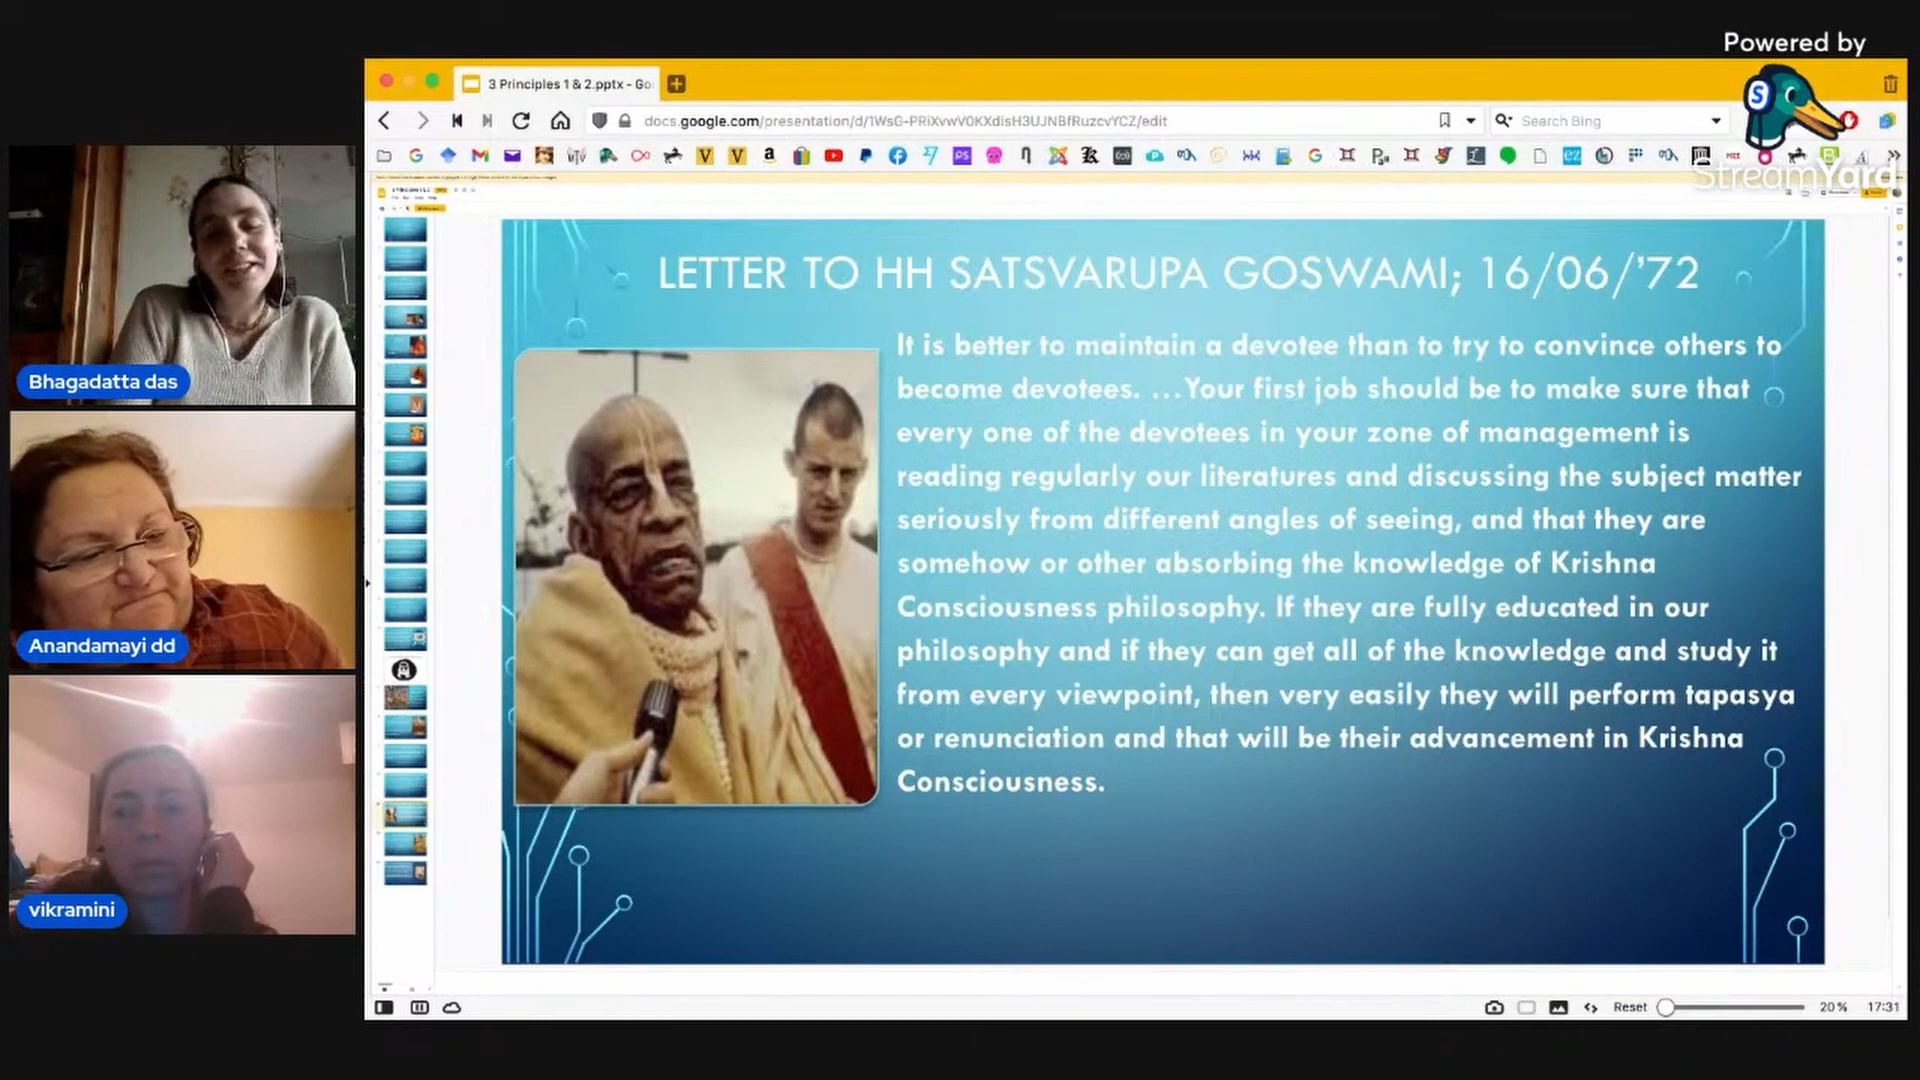 Powered by
StreamYard
3 Principles 1 & 2.pptx - Go
docs.google.com/presentation/d/1WsG-PRiXvwV0KXdisH3UJNBfRuzcvYCZ/edit
Search Bing
Bhagadatta das
Anandamayi dd
vikramini
LETTER TO HH SATSVARUPA GOSWAMI; 16/06/'72
It is better to maintain a devotee than to try to convince others to
become devotees. ...Your first job should be to make sure that
every one of the devotees in your zone of management is
reading regularly our literatures and discussing the subject matter
seriously from different angles of seeing, and that they are
somehow or other absorbing the knowledge of Krishna
Consciousness philosophy. If they are fully educated in our
philosophy and if they can get all of the knowledge and study it
from every viewpoint, then very easily they will perform tapasya
or renunciation and that will be their advancement in Krishna
Consciousness.
Reset
20 %
17:31